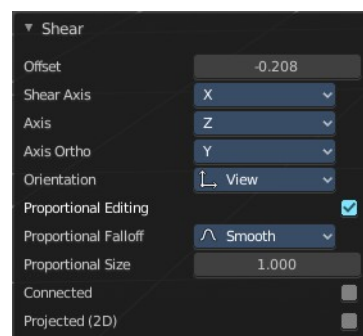 Shear
Offset -0.208
Shear Axis X
Axis Z
Axis Ortho Y
Orientation View
Proportional Editing
Proportional Falloff Smooth
Proportional Size 1.000
Connected
Projected (2D)